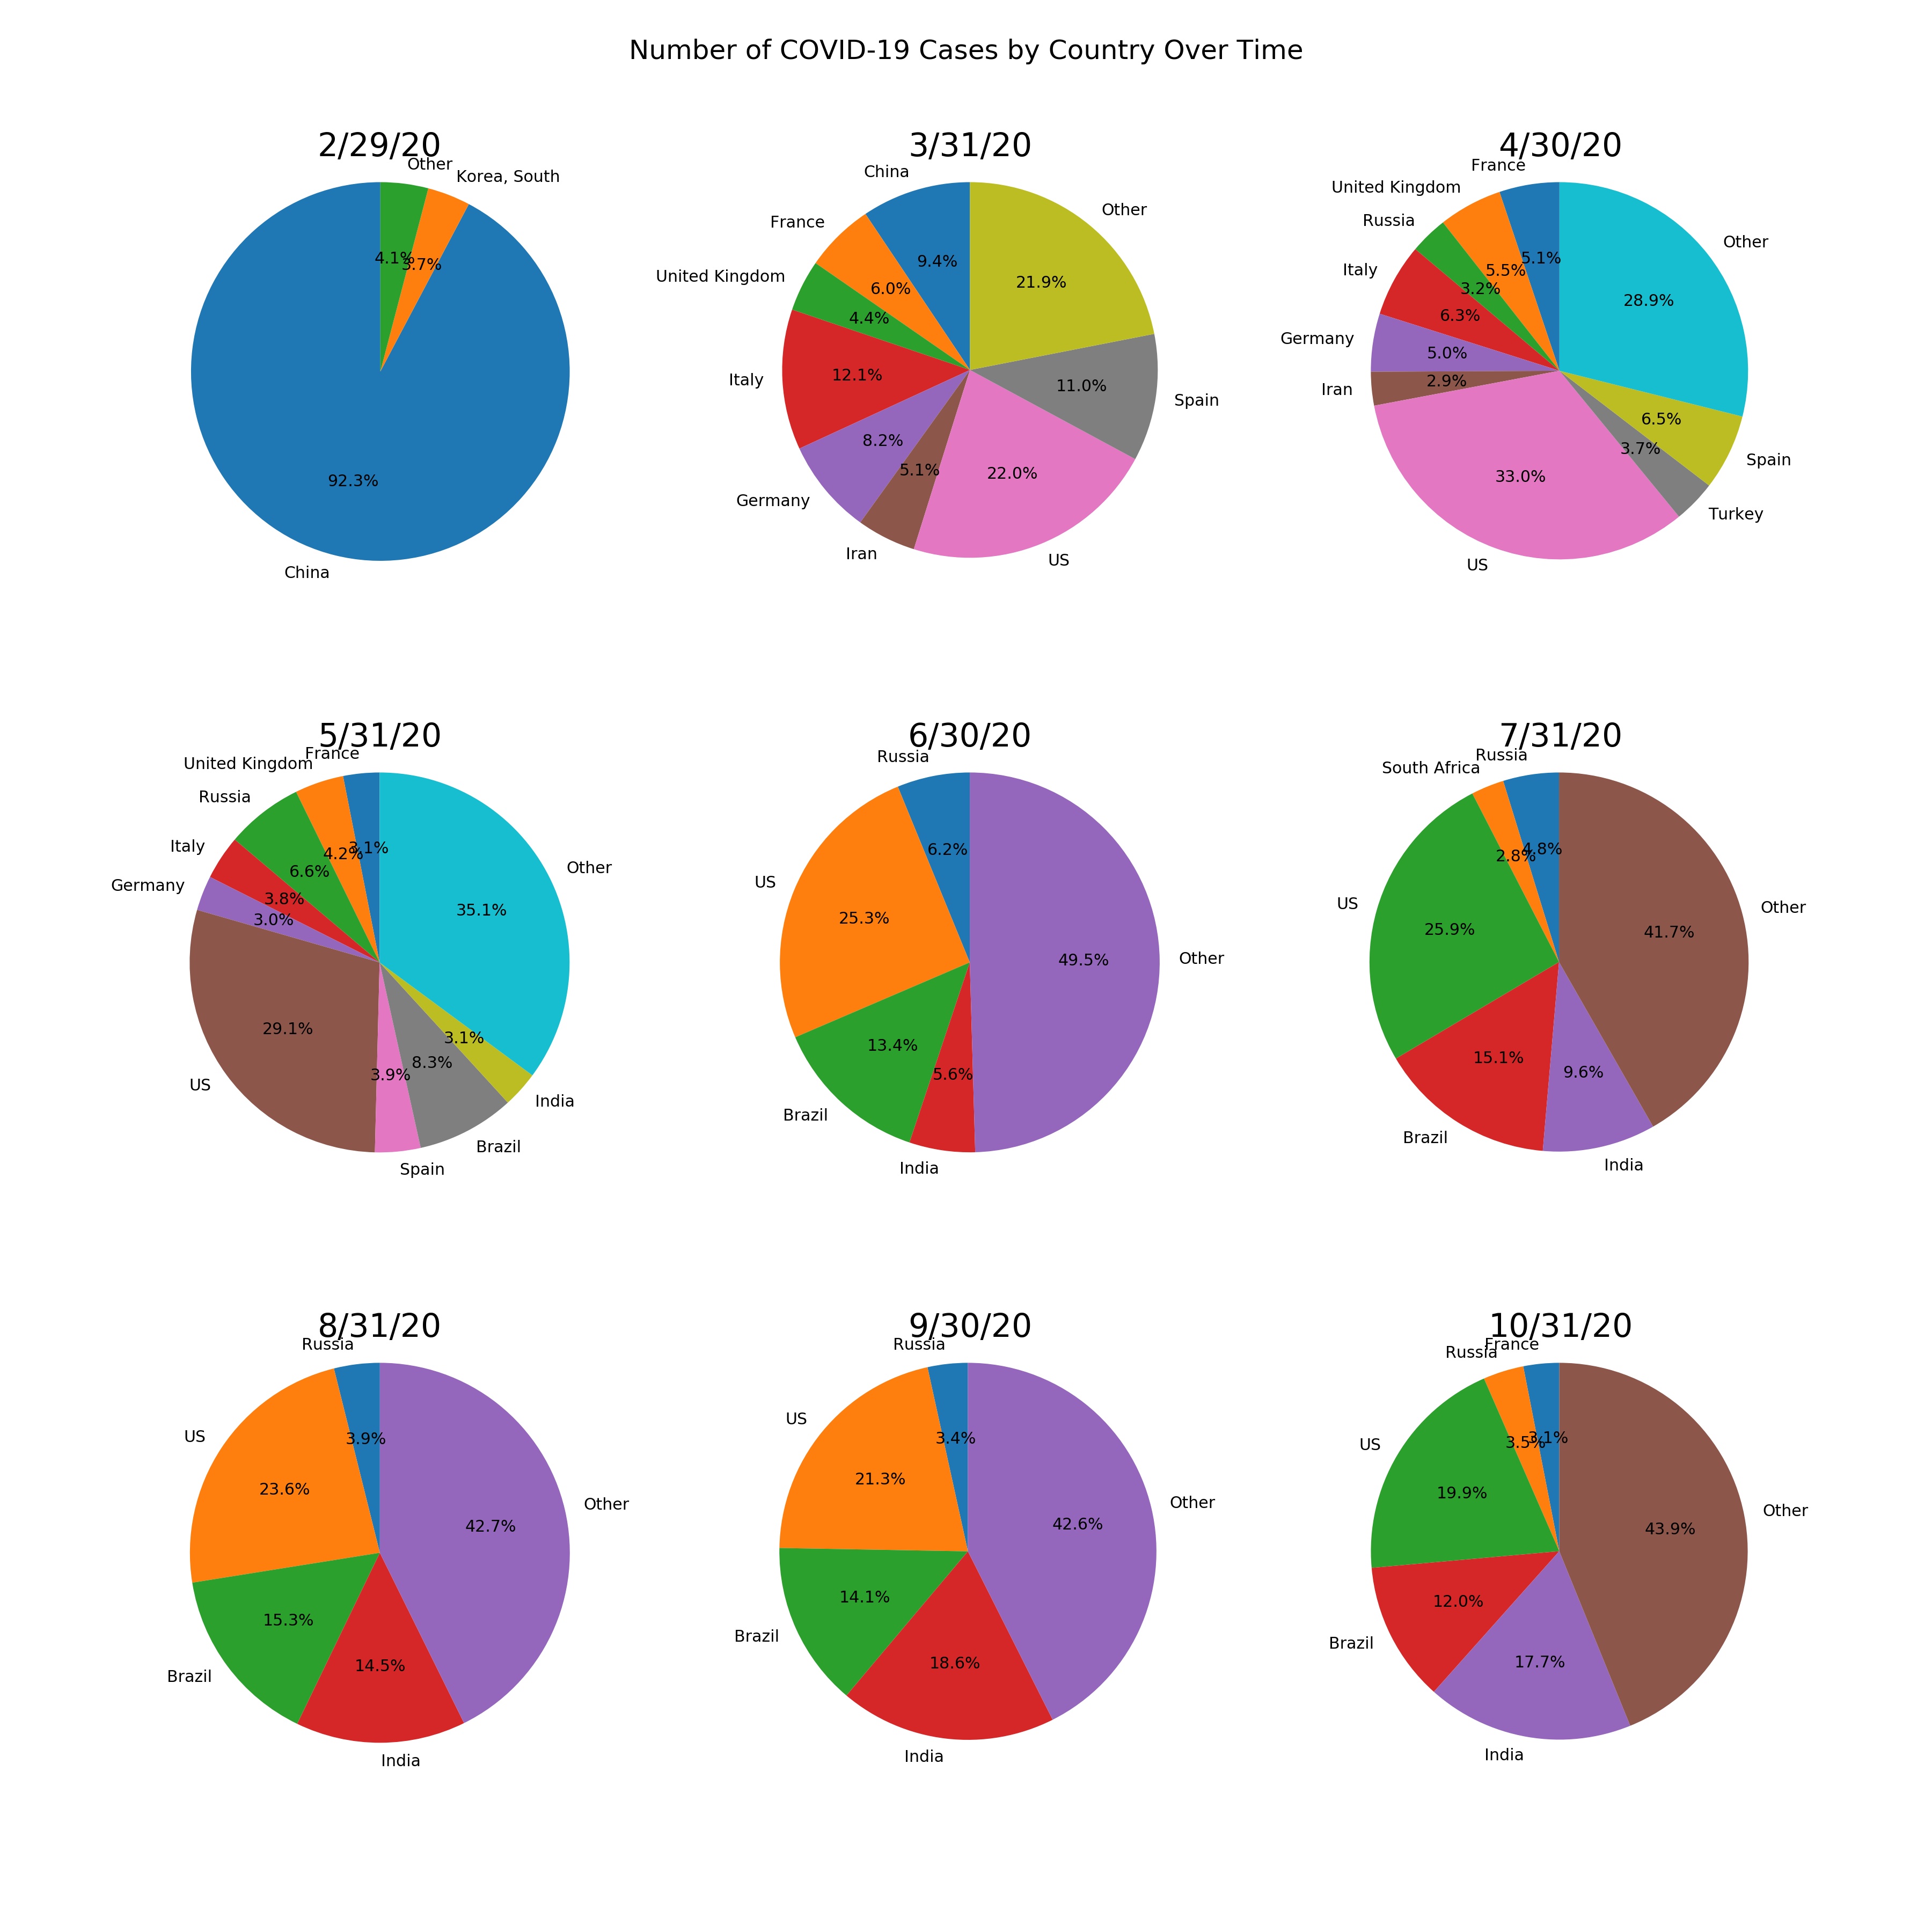 Number of COVID-19 Cases by Country Over Time
2/29/20
Other
Korea, South
4.1%
3.7%
92.3%
China
3/31/20
China
Other
France
United Kingdom
9.4%
21.9%
6.0%
4.4%
Italy
12.1%
11.0%
Spain
8.2%
5.1%
22.0%
Germany
Iran
US
4/30/20
France
United Kingdom
Russia
Other
Italy
5.1%
5.5%
3.2%
28.9%
6.3%
Germany
5.0%
2.9%
Iran
6.5%
3.7%
Spain
33.0%
Turkey
US
5/31/20
France
United Kingdom
Russia
Italy
3.1%
4.2%
Other
6.6%
Germany
3.8%
3.0%
35.1%
29.1%
3.1%
8.3%
3.9%
US
India
Brazil
Spain
6/30/20
Russia
6.2%
US
25.3%
49.5%
Other
13.4%
5.6%
Brazil
India
7/31/20
Russia
South Africa
4.8%
2.8%
US
Other
25.9%
41.7%
15.1%
9.6%
Brazil
India
8/31/20
Russia
US
3.9%
23.6%
Other
42.7%
15.3%
14.5%
Brazil
India
9/30/20
Russia
US
3.4%
21.3%
Other
42.6%
14.1%
Brazil
18.6%
India
10/31/20
France
Russia
US
3.1%
3.5%
19.9%
Other
43.9%
12.0%
Brazil
17.7%
India